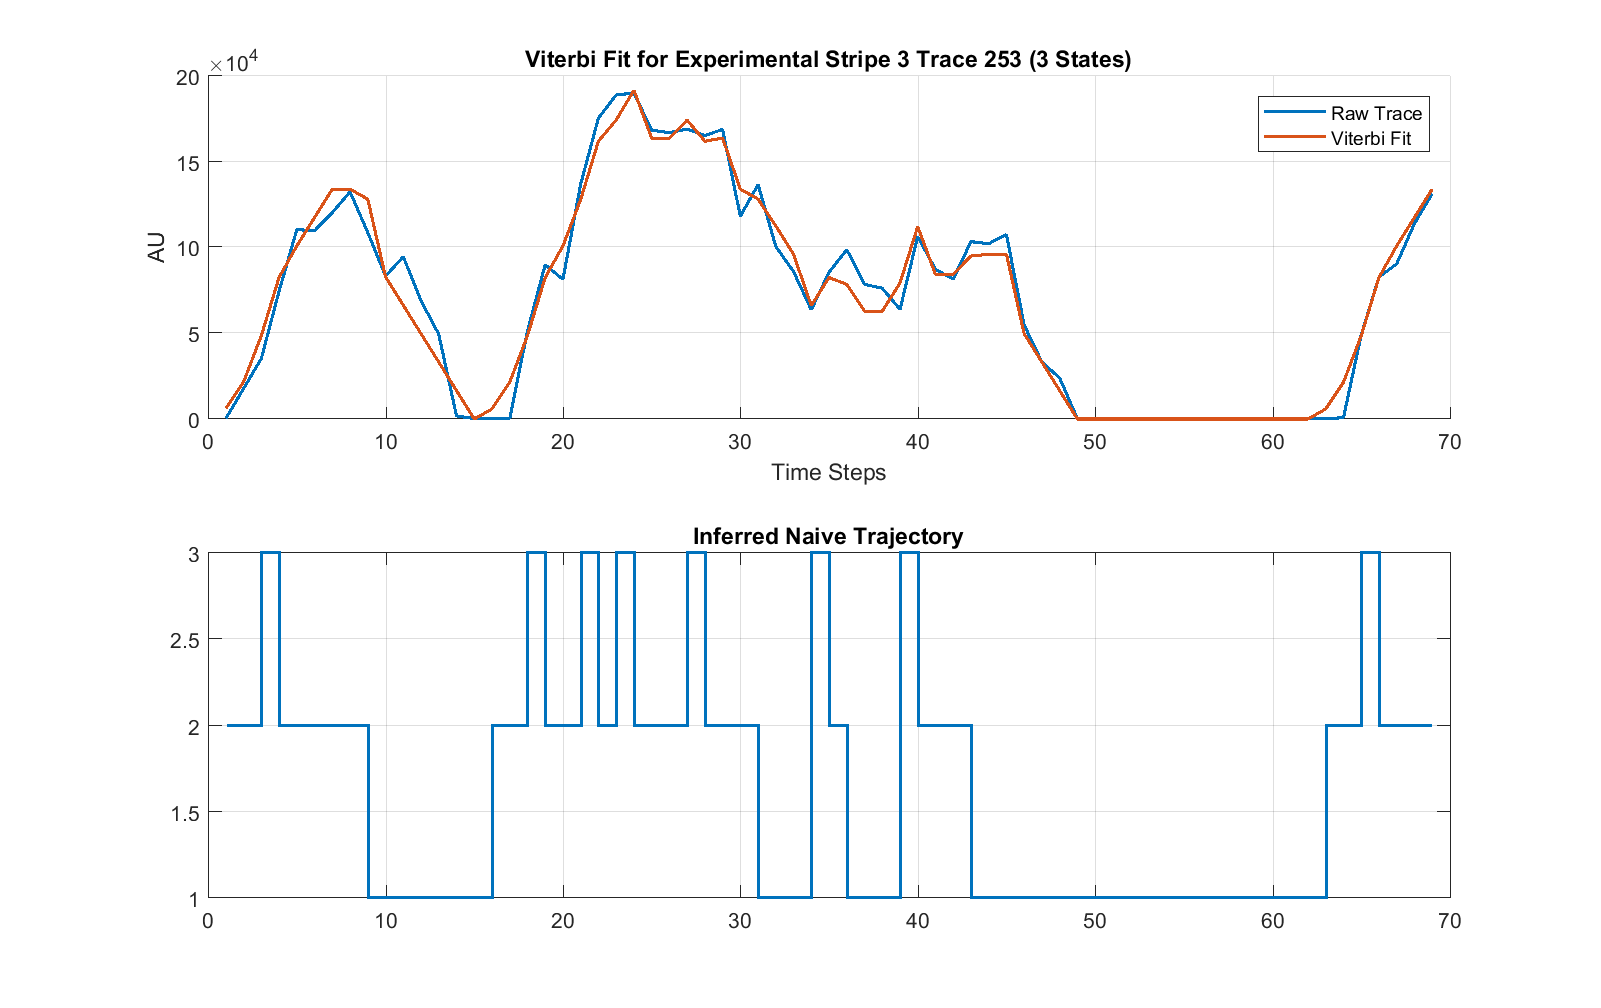 Viterbi Fit for Experimental Stripe 3 Trace 253 (3 States)
×10⁴
20
15
10
5
0
AU
Raw Trace
Viterbi Fit
0 10 20 30 40 50 60 70
Time Steps
Inferred Naive Trajectory
3
2.5
2
1.5
1
0 10 20 30 40 50 60 70